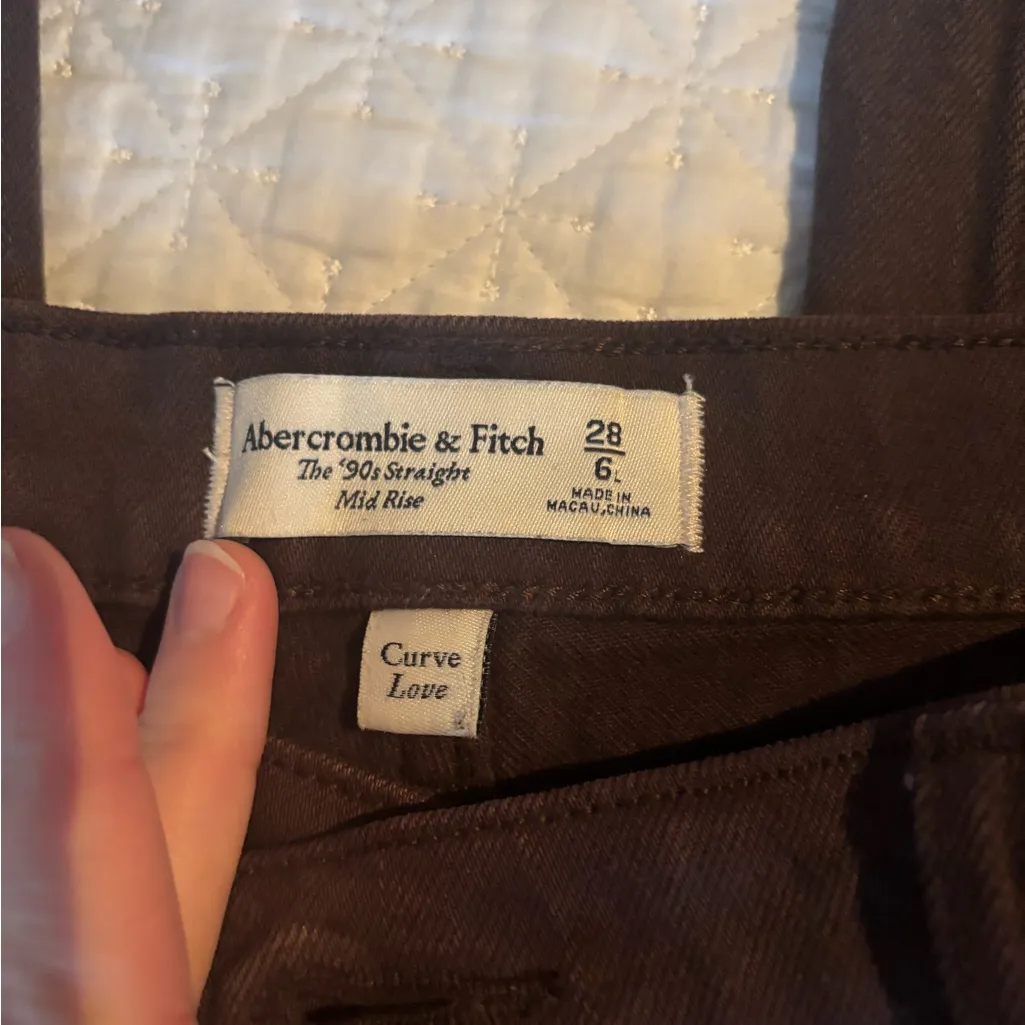 Abercrombie & Fitch
The ‘90s Straight
Mid Rise
28
6L
MADE IN
MACAU,CHINA
Curve
Love